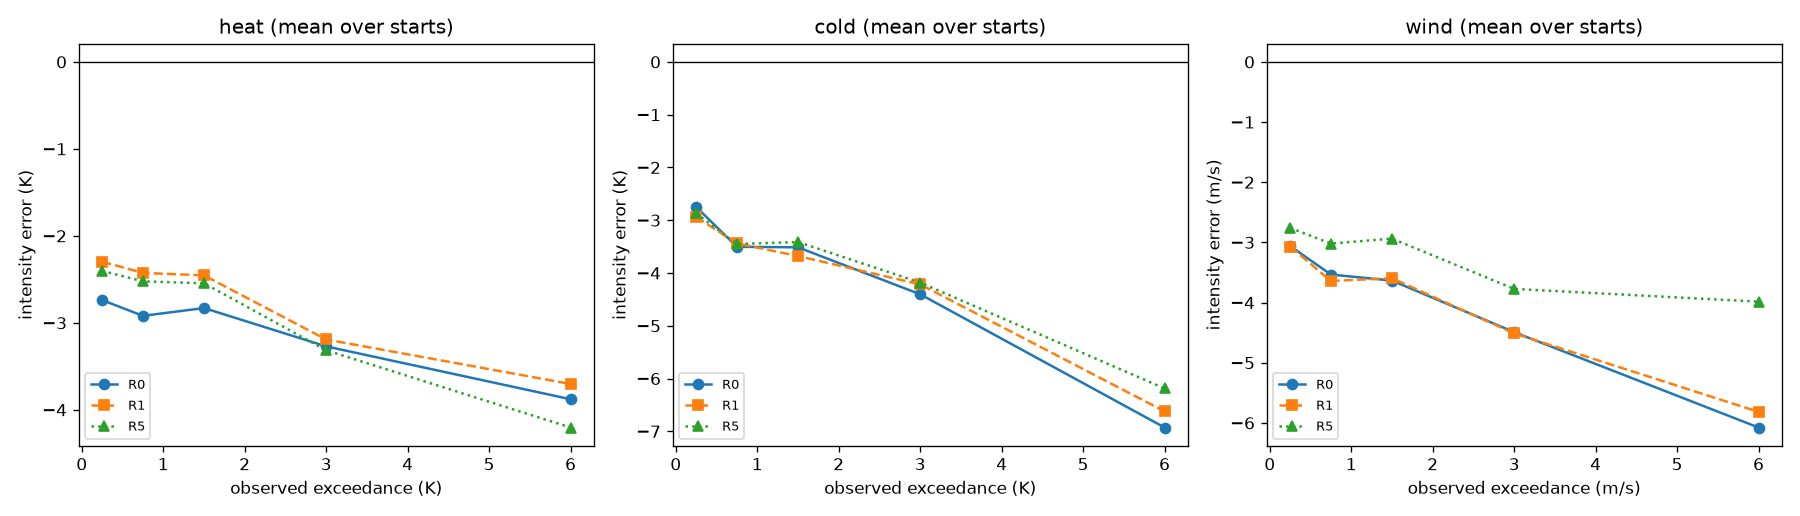 heat (mean over starts)
0
−1
−2
−3
−4
intensity error (K)
R0
R1
R5
0 1 2 3 4 5 6
observed exceedance (K)
cold (mean over starts)
0
−1
−2
−3
−4
−5
−6
−7
intensity error (K)
R0
R1
R5
0 1 2 3 4 5 6
observed exceedance (K)
wind (mean over starts)
0
−1
−2
−3
−4
−5
−6
intensity error (m/s)
R0
R1
R5
0 1 2 3 4 5 6
observed exceedance (m/s)